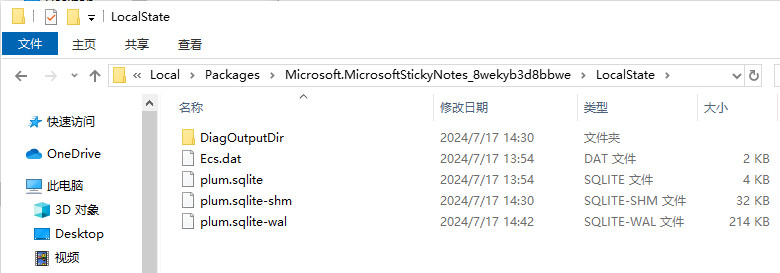 LocalState
文件 主页 共享 查看
« Local > Packages > Microsoft.MicrosoftStickyNotes_8wekyb3d8bbwe > LocalState >
名称 修改日期 类型 大小
快速访问
OneDrive
此电脑
3D 对象
Desktop
视频
DiagOutputDir 2024/7/17 14:30 文件夹
Ecs.dat 2024/7/17 13:54 DAT 文件 2 KB
plum.sqlite 2024/7/17 13:54 SQLITE 文件 4 KB
plum.sqlite-shm 2024/7/17 14:30 SQLITE-SHM 文件 32 KB
plum.sqlite-wal 2024/7/17 14:42 SQLITE-WAL 文件 214 KB